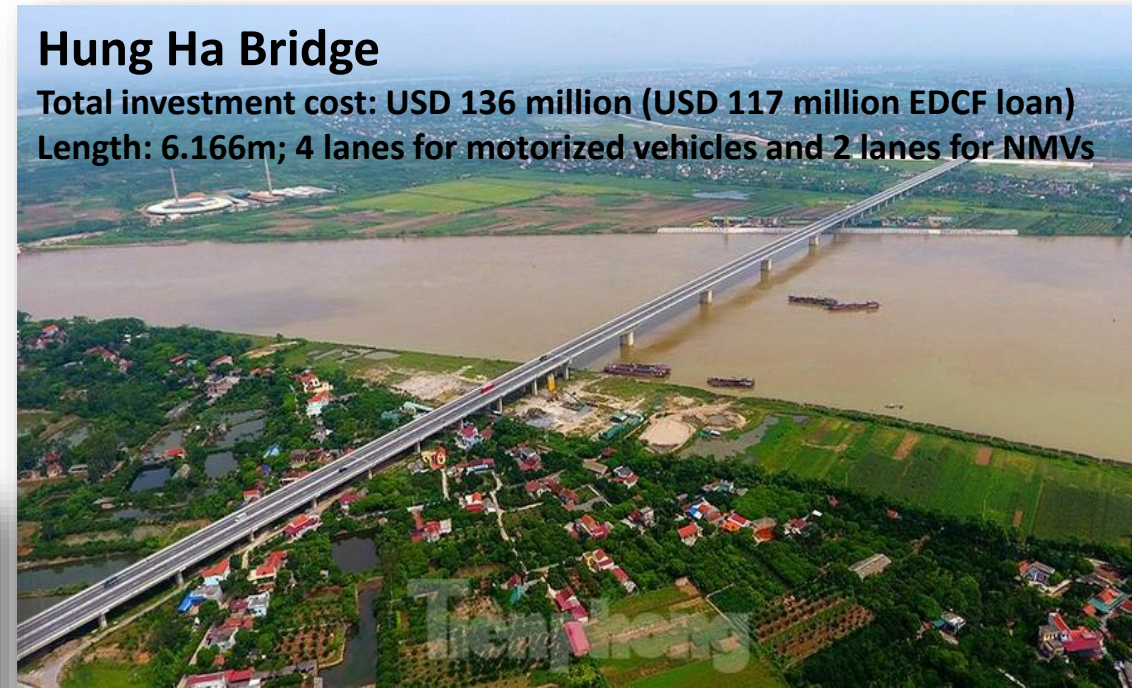 Hung Ha Bridge
Total investment cost: USD 136 million (USD 117 million EDCF loan)
Length: 6.166m; 4 lanes for motorized vehicles and 2 lanes for NMVs
Tienphong